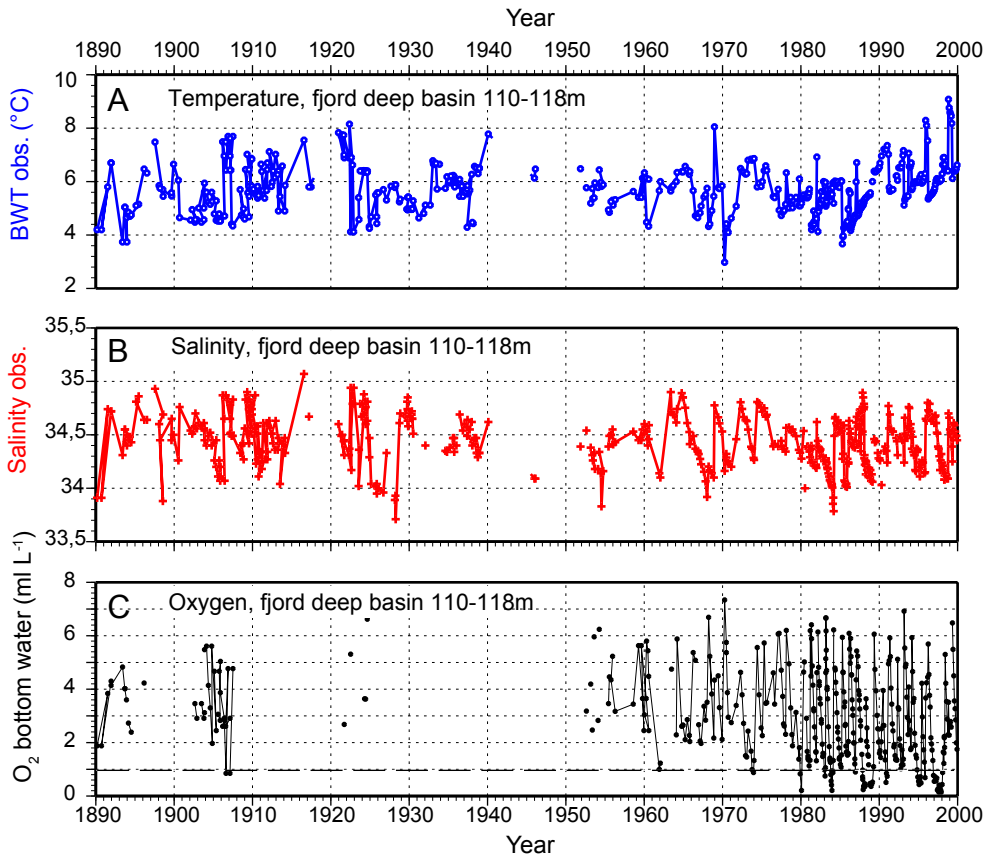 Year
1890 1900 1910 1920 1930 1940 1950 1960 1970 1980 1990 2000
A Temperature, fjord deep basin 110-118m
BWT obs. (°C)
10
8
6
4
2
B Salinity, fjord deep basin 110-118m
Salinity obs.
35,5
35
34,5
34
33,5
C Oxygen, fjord deep basin 110-118m
O₂ bottom water (ml L⁻¹)
8
6
4
2
0
1890 1900 1910 1920 1930 1940 1950 1960 1970 1980 1990 2000
Year